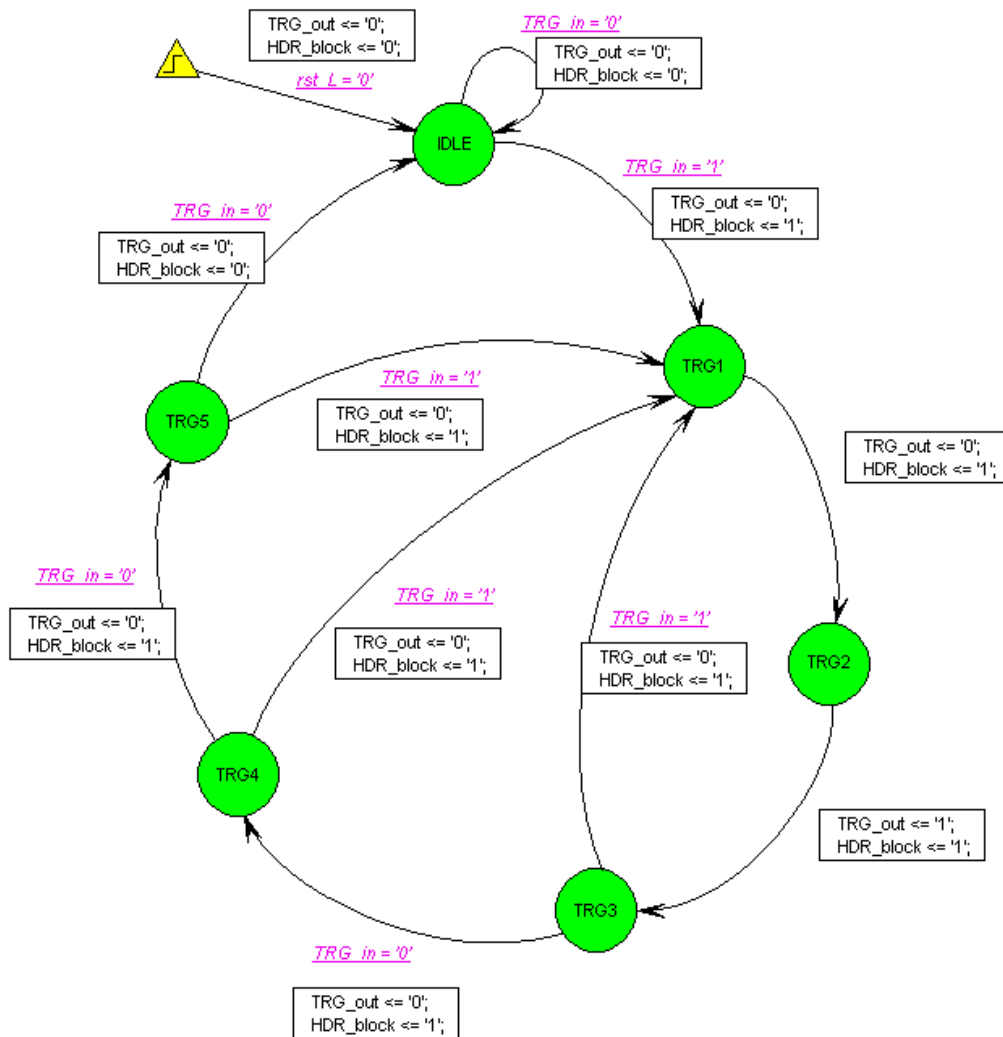 TRG_out <= '0';
HDR_block <= '0';
rst_L = '0'
TRG_in = '0'
TRG_out <= '0';
HDR_block <= '0';
IDLE
TRG_in = '1'
TRG_out <= '0';
HDR_block <= '1';
TRG_in = '0'
TRG_out <= '0';
HDR_block <= '0';
TRG1
TRG5
TRG_in = '1'
TRG_out <= '0';
HDR_block <= '1';
TRG_out <= '0';
HDR_block <= '1';
TRG_in = '0'
TRG_out <= '0';
HDR_block <= '1';
TRG_in = '1'
TRG_out <= '0';
HDR_block <= '1';
TRG_in = '1'
TRG_out <= '0';
HDR_block <= '1';
TRG2
TRG4
TRG_out <= '1';
HDR_block <= '1';
TRG3
TRG_in = '0'
TRG_out <= '0';
HDR_block <= '1';